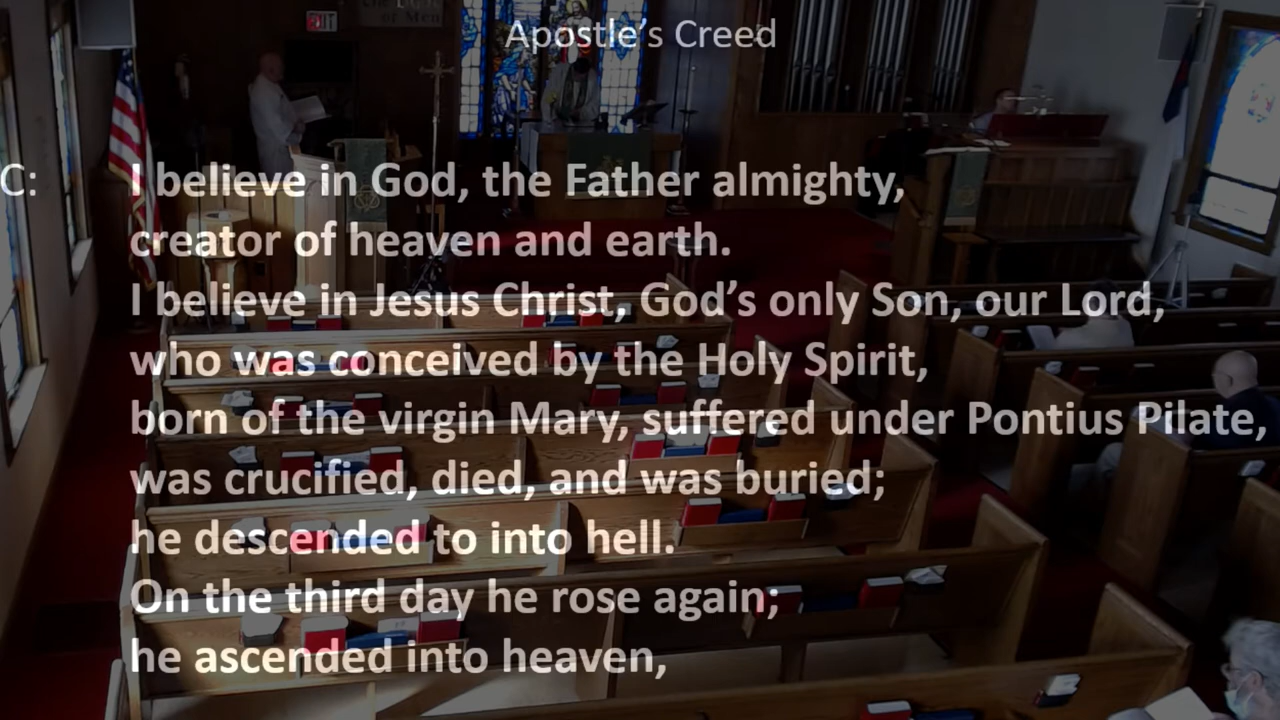 EXIT
or Men
Apostle's Creed
C: I believe in God, the Father almighty,
creator of heaven and earth.
I believe in Jesus Christ, God's only Son, our Lord,
who was conceived by the Holy Spirit,
born of the virgin Mary, suffered under Pontius Pilate,
was crucified, died, and was buried;
he descended to into hell.
On the third day he rose again;
he ascended into heaven,